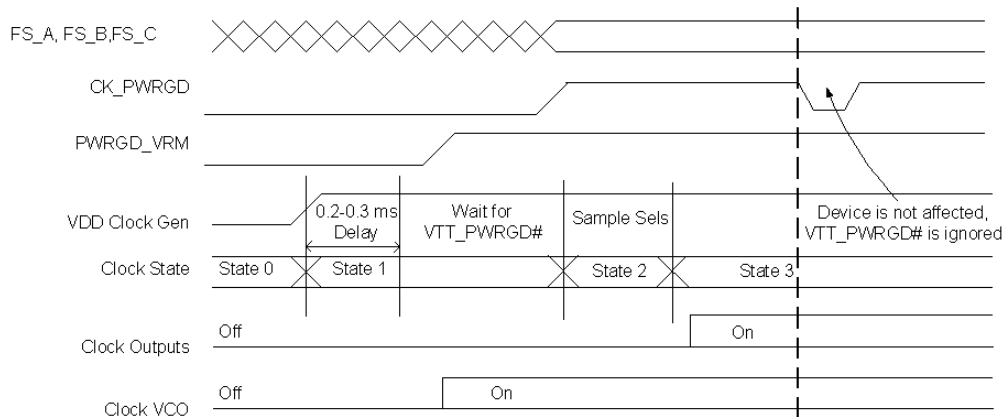 FS_A, FS_B,FS_C
CK_PWRGD
PWRGD_VRM
VDD Clock Gen
0.2-0.3 ms
Delay
Wait for
VTT_PWRGD#
Sample Sels
Device is not affected,
VTT_PWRGD# is ignored
Clock State
State 0
State 1
State 2
State 3
Clock Outputs
Off
On
Clock VCO
Off
On